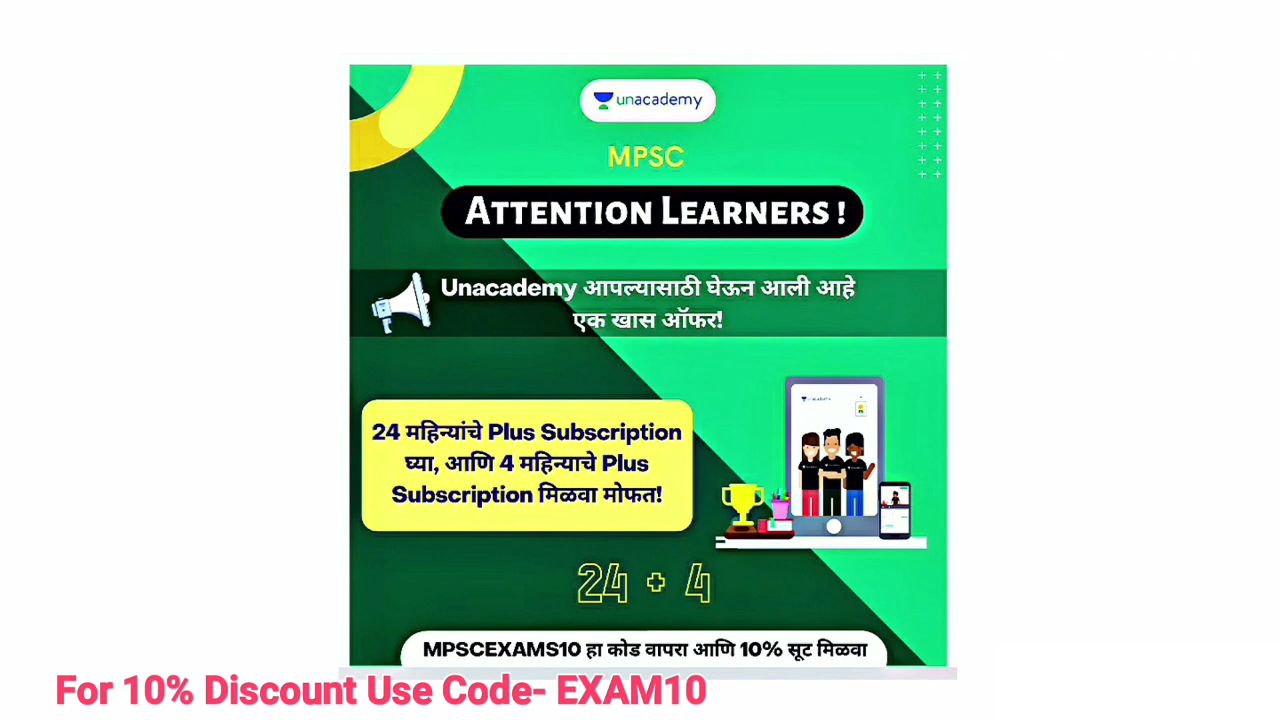 unacademy
MPSC
ATTENTION LEARNERS !
Unacademy आपल्यासाठी घेऊन आली आहे
एक खास ऑफर!
unacademy
24 महिन्यांचे Plus Subscription
घ्या, आणि 4 महिन्याचे Plus
Subscription मिळवा मोफत!
24 + 4
MPSCEXAMS10 हा कोड वापरा आणि 10% सूट मिळवा
For 10% Discount Use Code- EXAM10